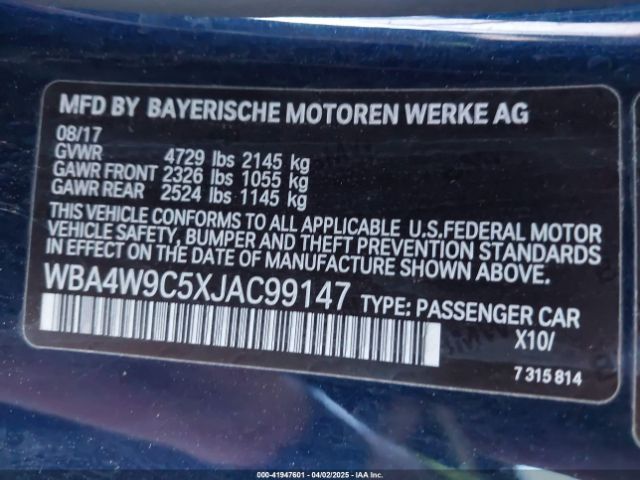 MFD BY BAYERISCHE MOTOREN WERKE AG
08/17
GVWR 4729 lbs 2145 kg
GAWR FRONT 2326 lbs 1055 kg
GAWR REAR 2524 lbs 1145 kg
THIS VEHICLE CONFORMS TO ALL APPLICABLE U.S.FEDERAL MOTOR
VEHICLE SAFETY, BUMPER AND THEFT PREVENTION STANDARDS
IN EFFECT ON THE DATE OF MANUFACTURE SHOWN ABOVE.
WBA4W9C5XJAC99147 TYPE: PASSENGER CAR
X10/
7 315 814
000-41947601 - 04/02/2025 - IAAI.COM